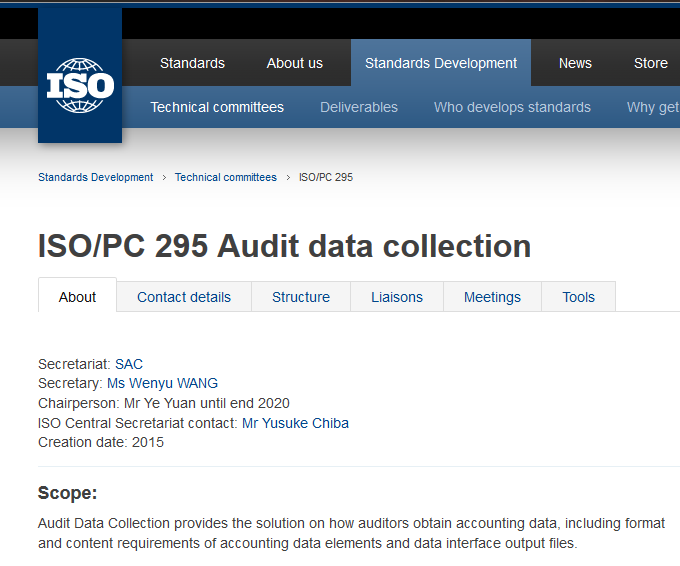 Standards About us Standards Development News Store
ISO
Technical committees Deliverables Who develops standards Why get
Standards Development > Technical committees > ISO/PC 295
ISO/PC 295 Audit data collection
About Contact details Structure Liaisons Meetings Tools
Secretariat: SAC
Secretary: Ms Wenyu WANG
Chairperson: Mr Ye Yuan until end 2020
ISO Central Secretariat contact: Mr Yusuke Chiba
Creation date: 2015
Scope:
Audit Data Collection provides the solution on how auditors obtain accounting data, including format
and content requirements of accounting data elements and data interface output files.